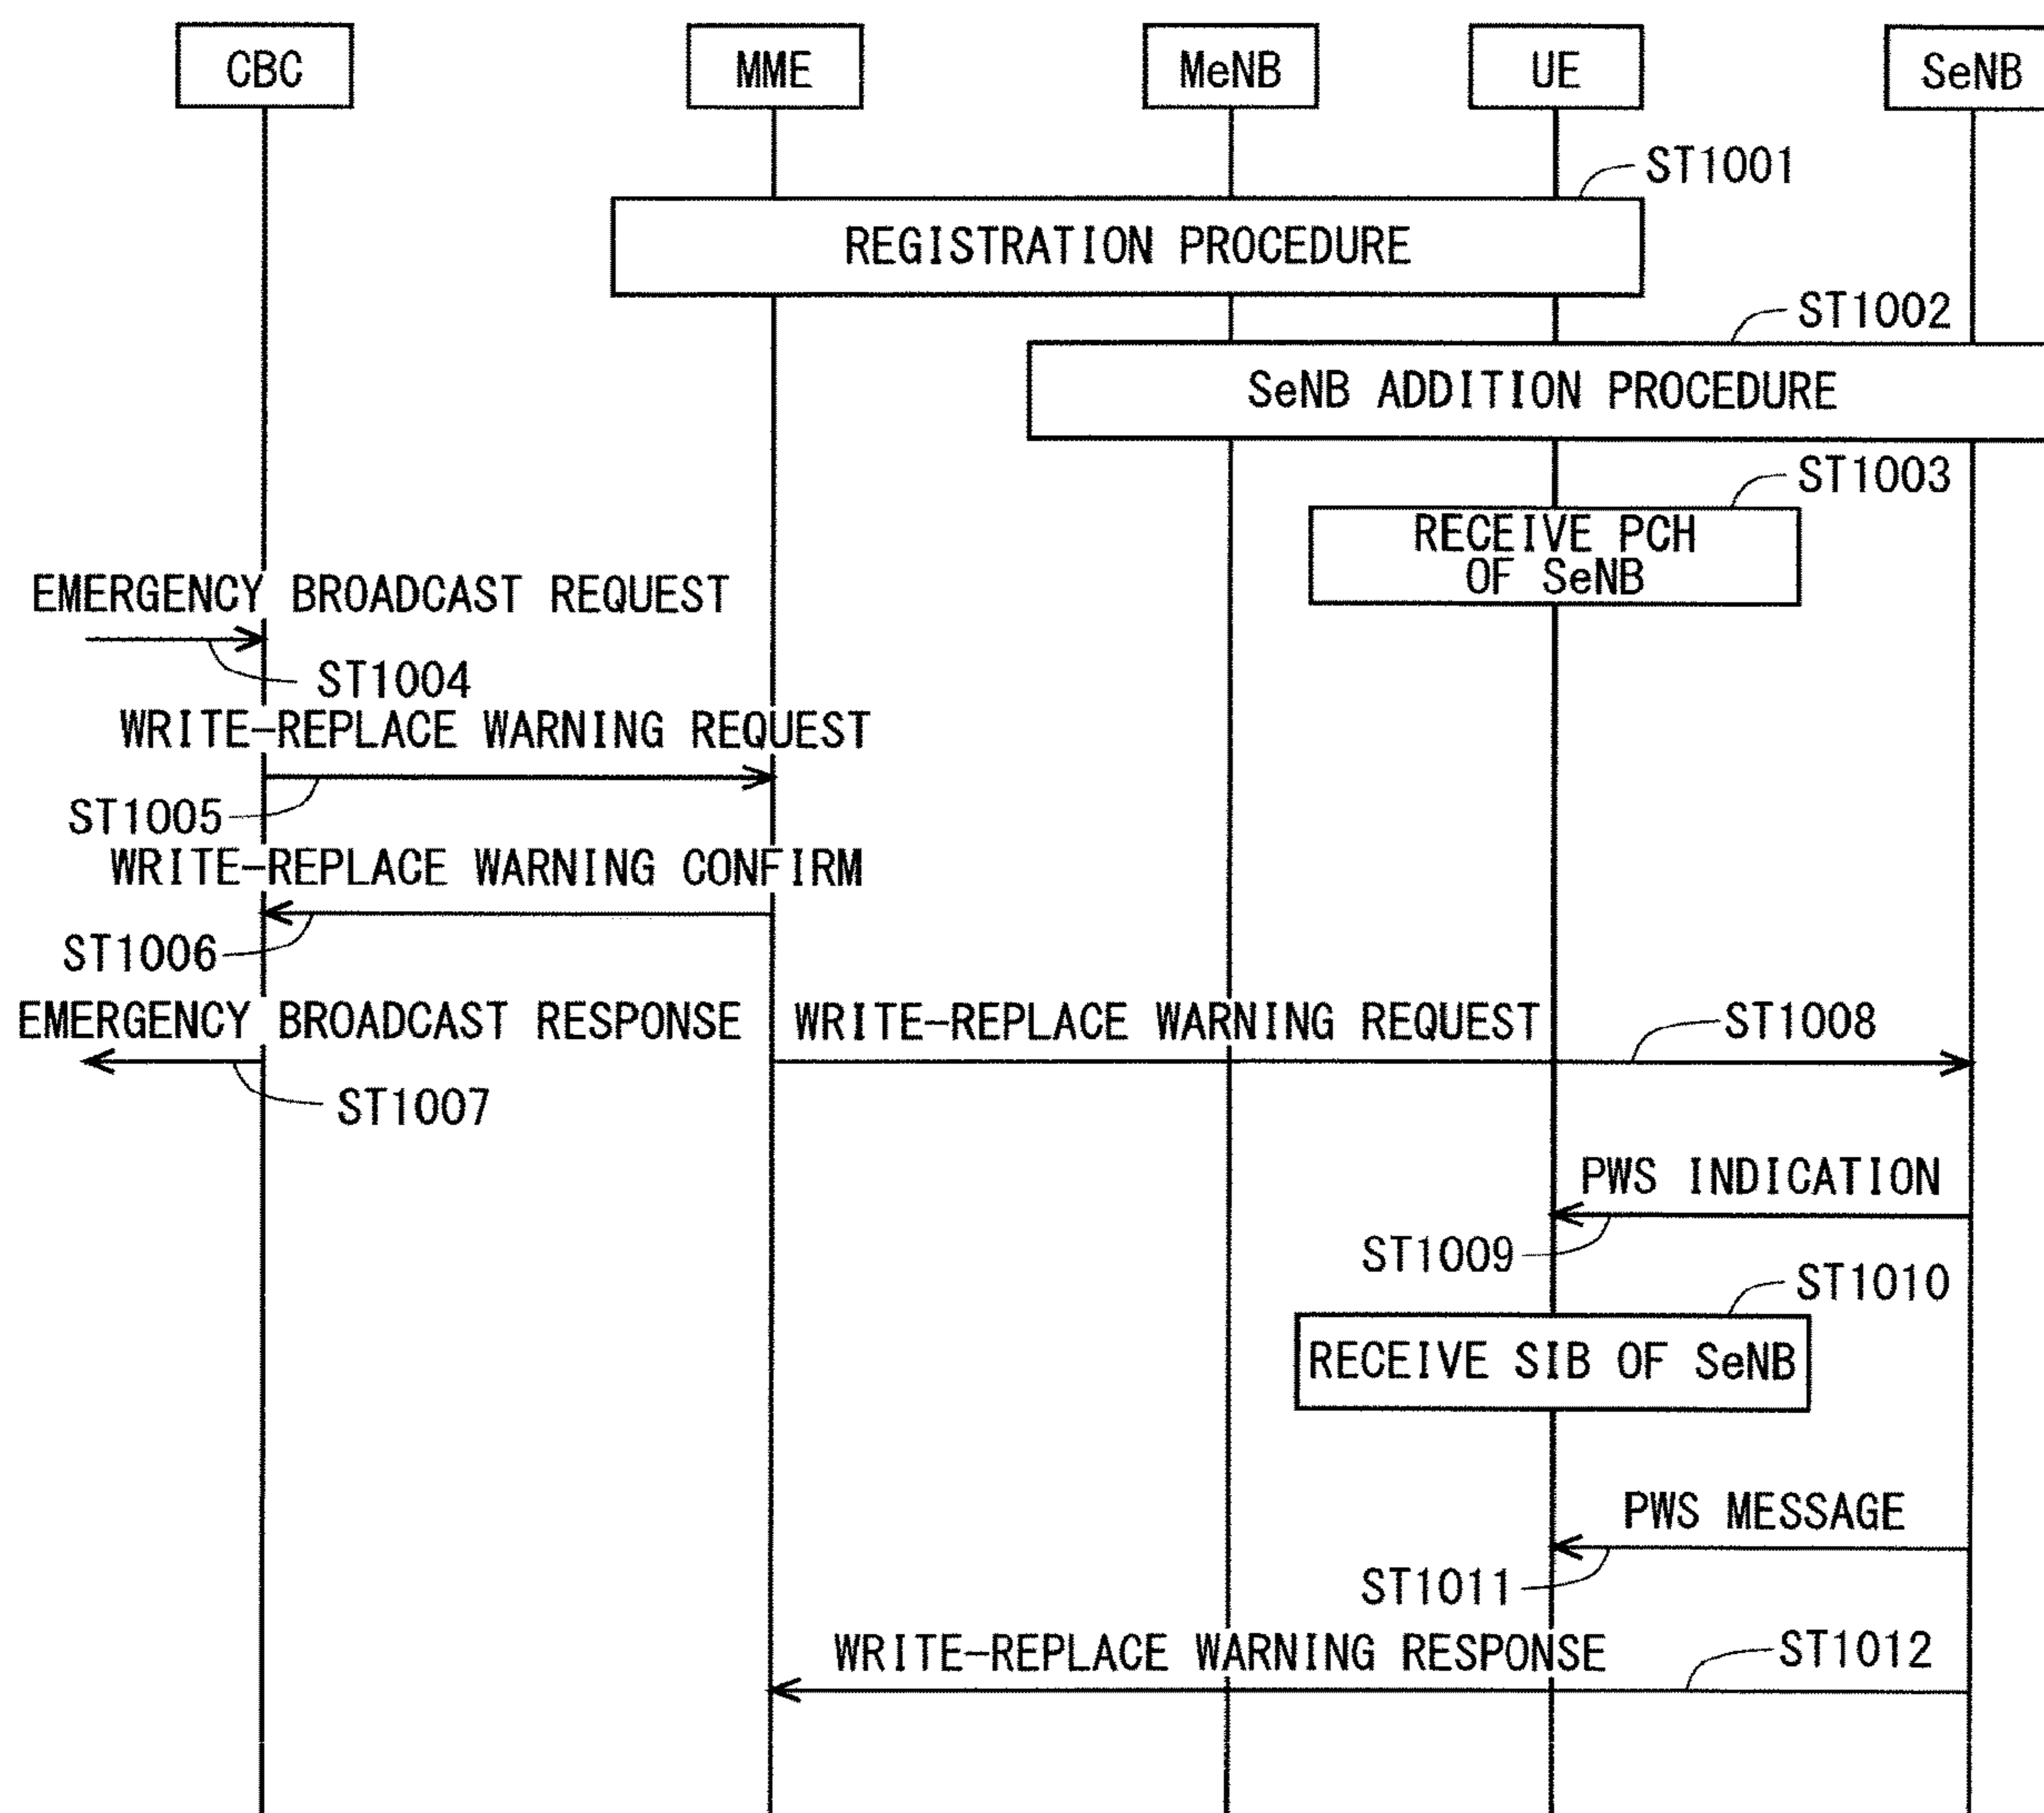 CBC
MME
MeNB
UE
SeNB
ST1001
REGISTRATION PROCEDURE
ST1002
SeNB ADDITION PROCEDURE
ST1003
RECEIVE PCH
OF SeNB
EMERGENCY BROADCAST REQUEST
ST1004
WRITE-REPLACE WARNING REQUEST
ST1005
WRITE-REPLACE WARNING CONFIRM
ST1006
EMERGENCY BROADCAST RESPONSE
WRITE-REPLACE WARNING REQUEST
ST1008
ST1007
PWS INDICATION
ST1009
ST1010
RECEIVE SIB OF SeNB
PWS MESSAGE
ST1011
WRITE-REPLACE WARNING RESPONSE
ST1012